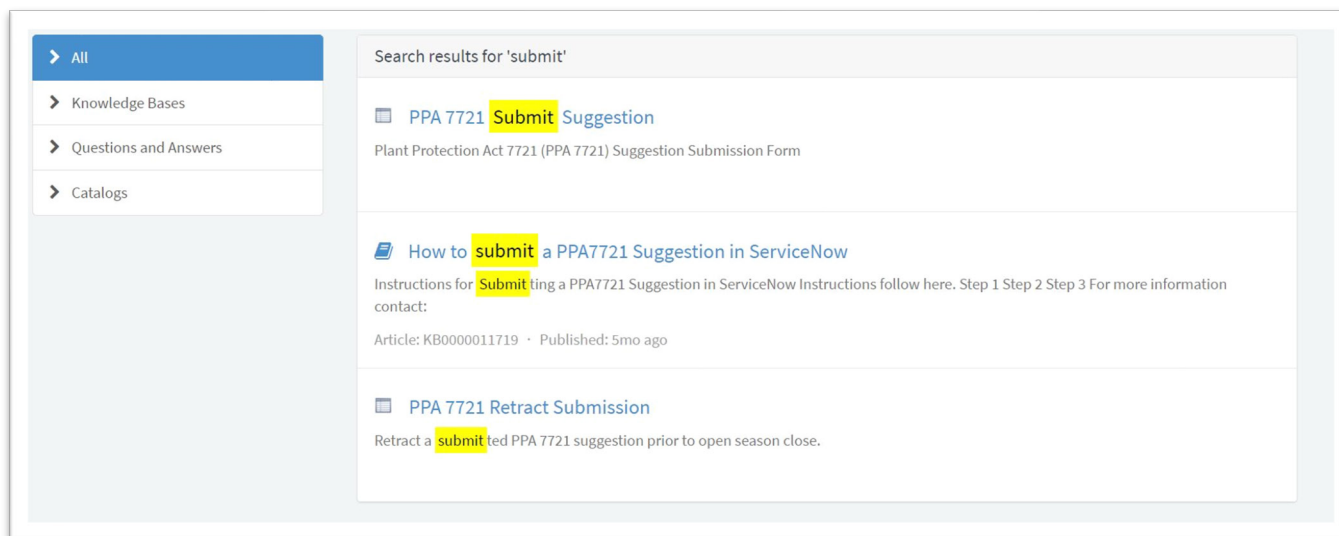 All
Knowledge Bases
Questions and Answers
Catalogs
Search results for 'submit'
PPA 7721 Submit Suggestion
Plant Protection Act 7721 (PPA 7721) Suggestion Submission Form
How to submit a PPA7721 Suggestion in ServiceNow
Instructions for Submitting a PPA7721 Suggestion in ServiceNow Instructions follow here. Step 1 Step 2 Step 3 For more information
contact:
Article: KB0000011719 · Published: 5mo ago
PPA 7721 Retract Submission
Retract a submitted PPA 7721 suggestion prior to open season close.